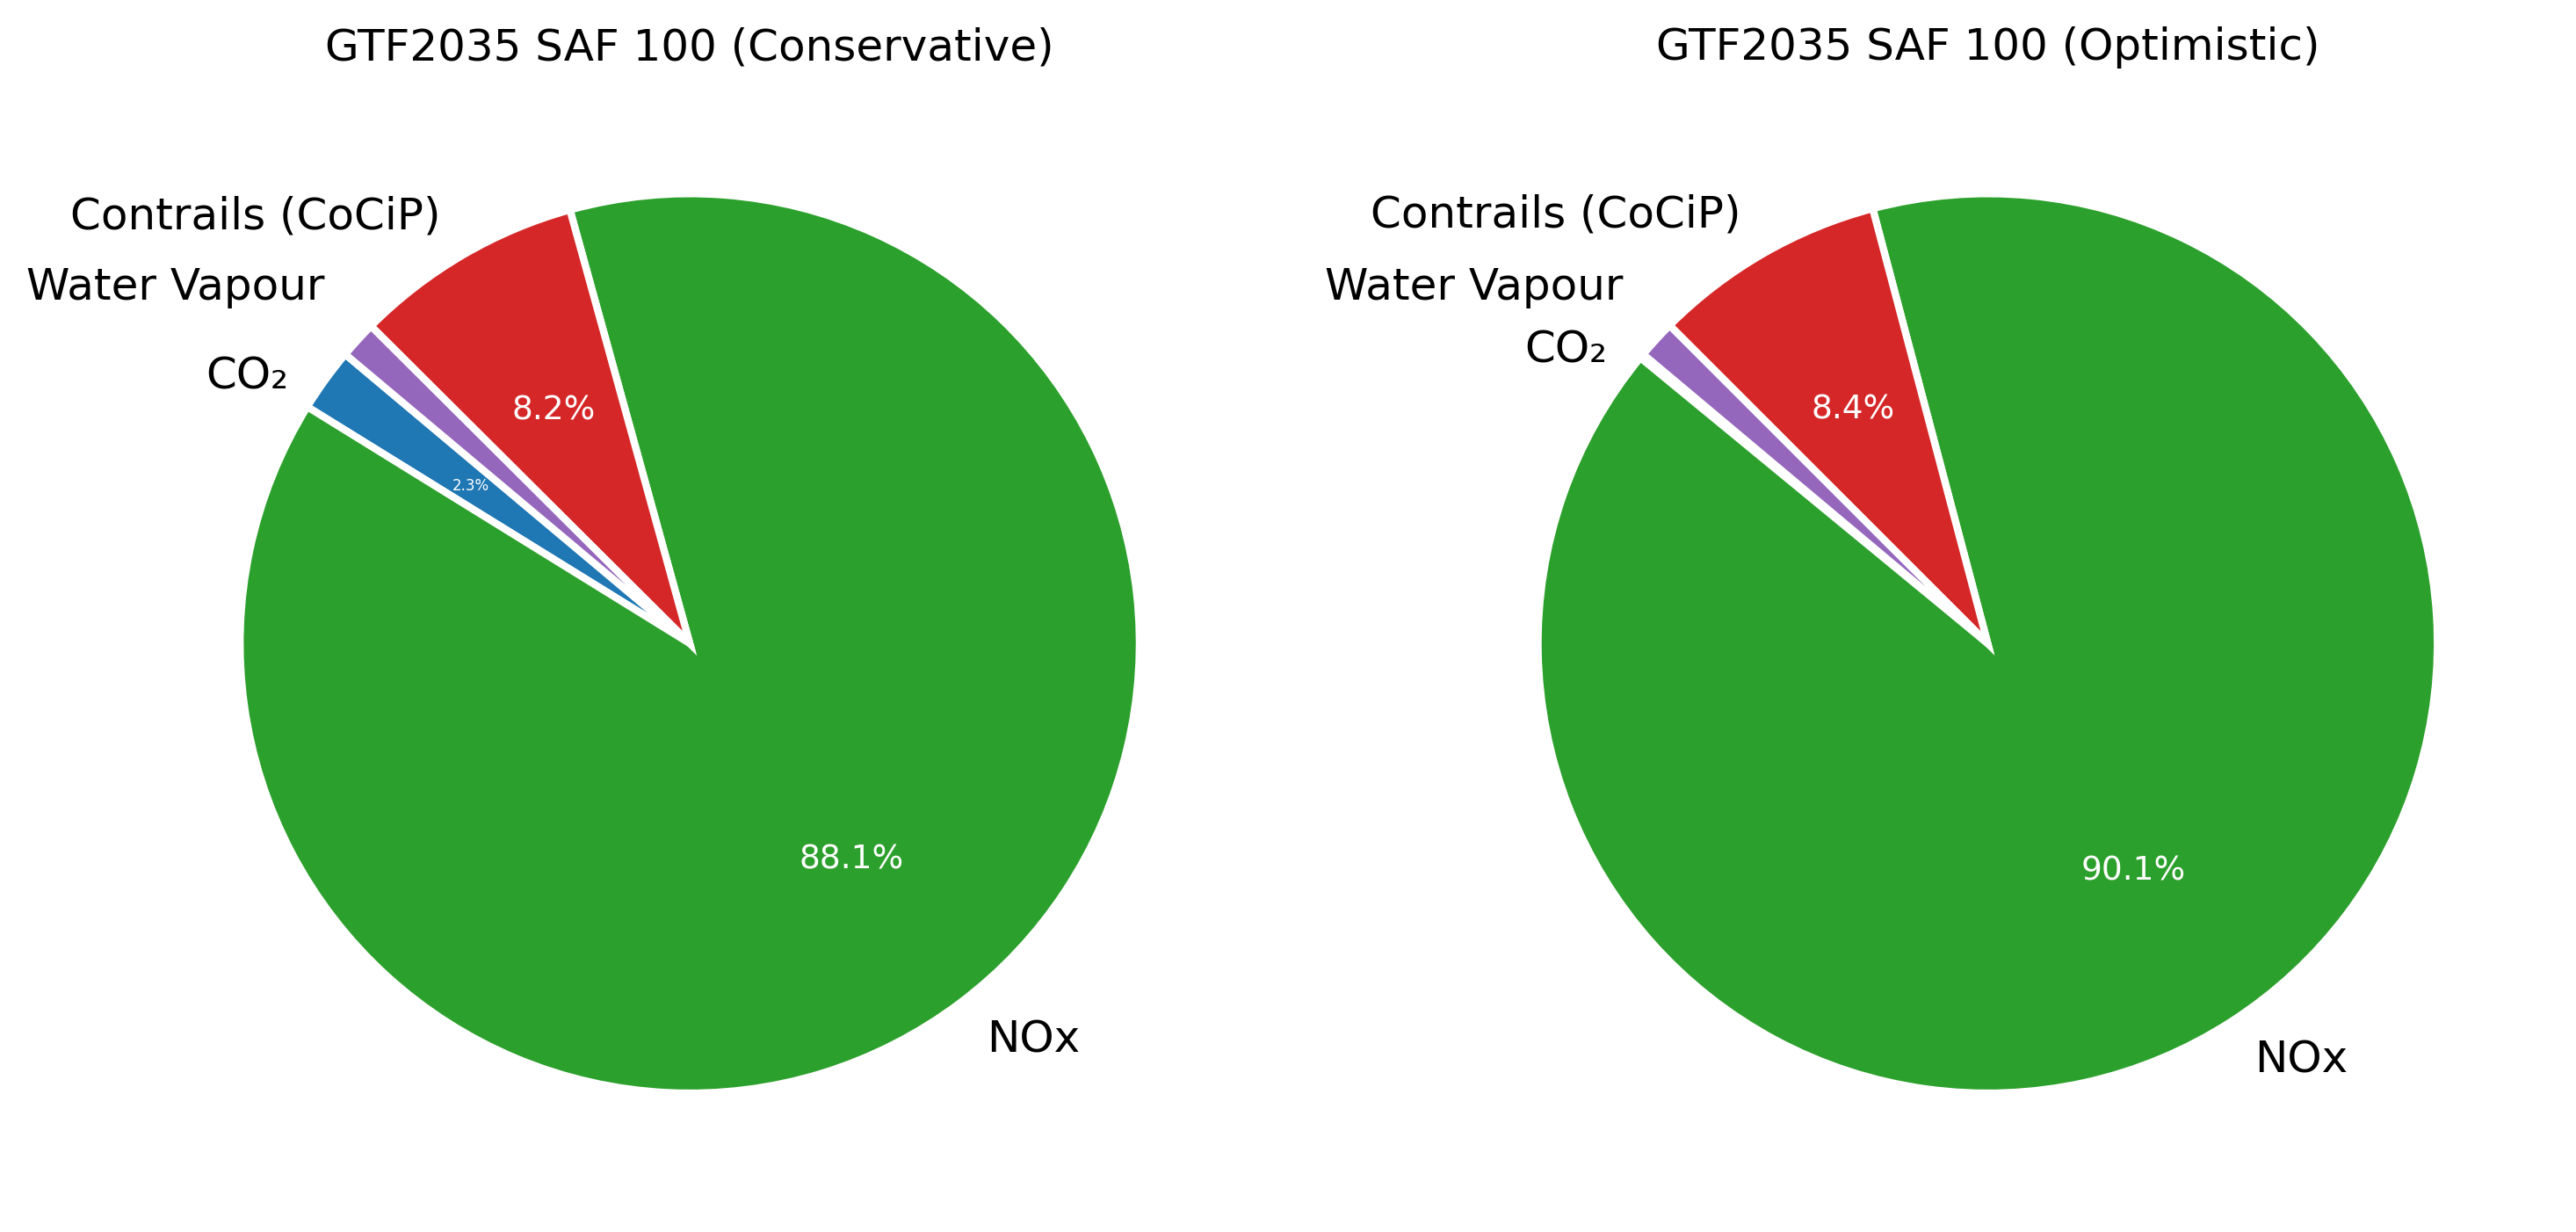 GTF2035 SAF 100 (Conservative)
Contrails (CoCiP)
Water Vapour
CO₂
8.2%
2.3%
88.1%
NOx
GTF2035 SAF 100 (Optimistic)
Contrails (CoCiP)
Water Vapour
CO₂
8.4%
90.1%
NOx